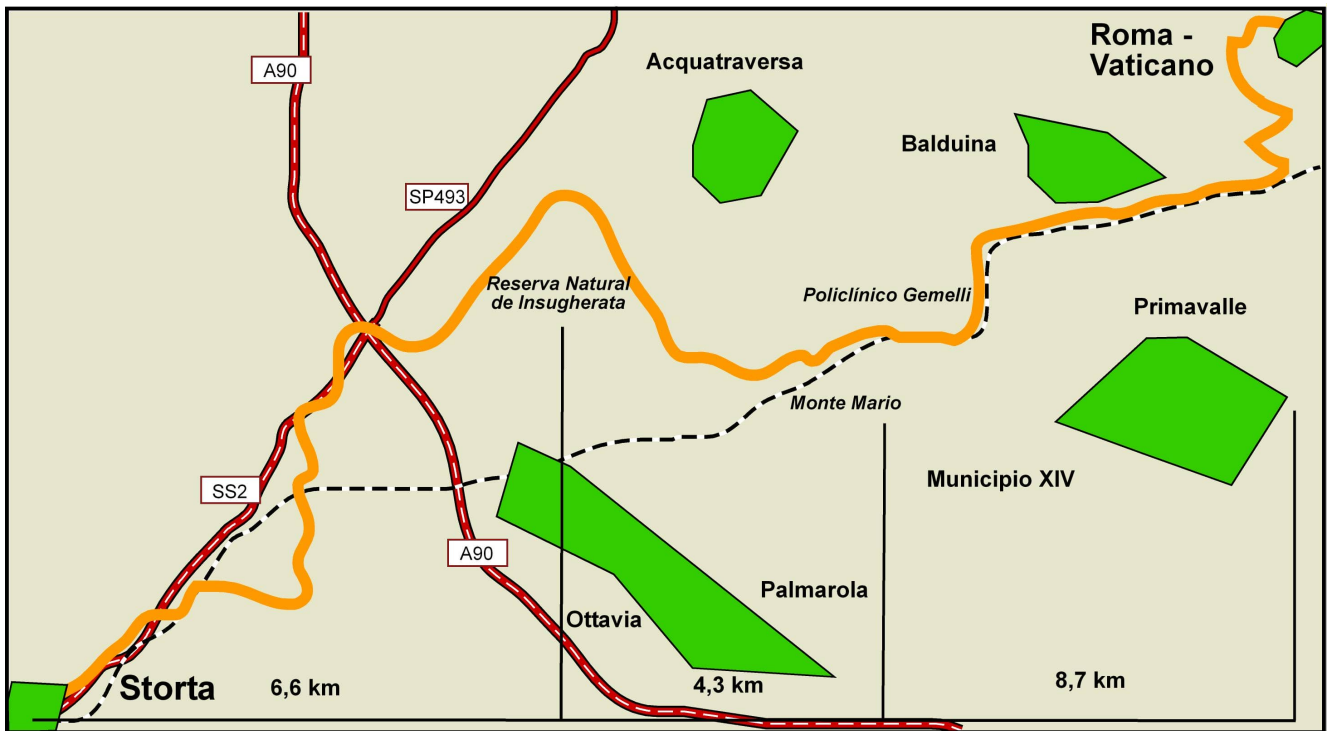 Roma -
Vaticano
A90
Acquatraversa
Balduina
SP493
Reserva Natural
de Insugherata
Policlínico Gemelli
Primavalle
Monte Mario
SS2
Municipio XIV
A90
Palmarola
Ottavia
Storta
6,6 km
4,3 km
8,7 km